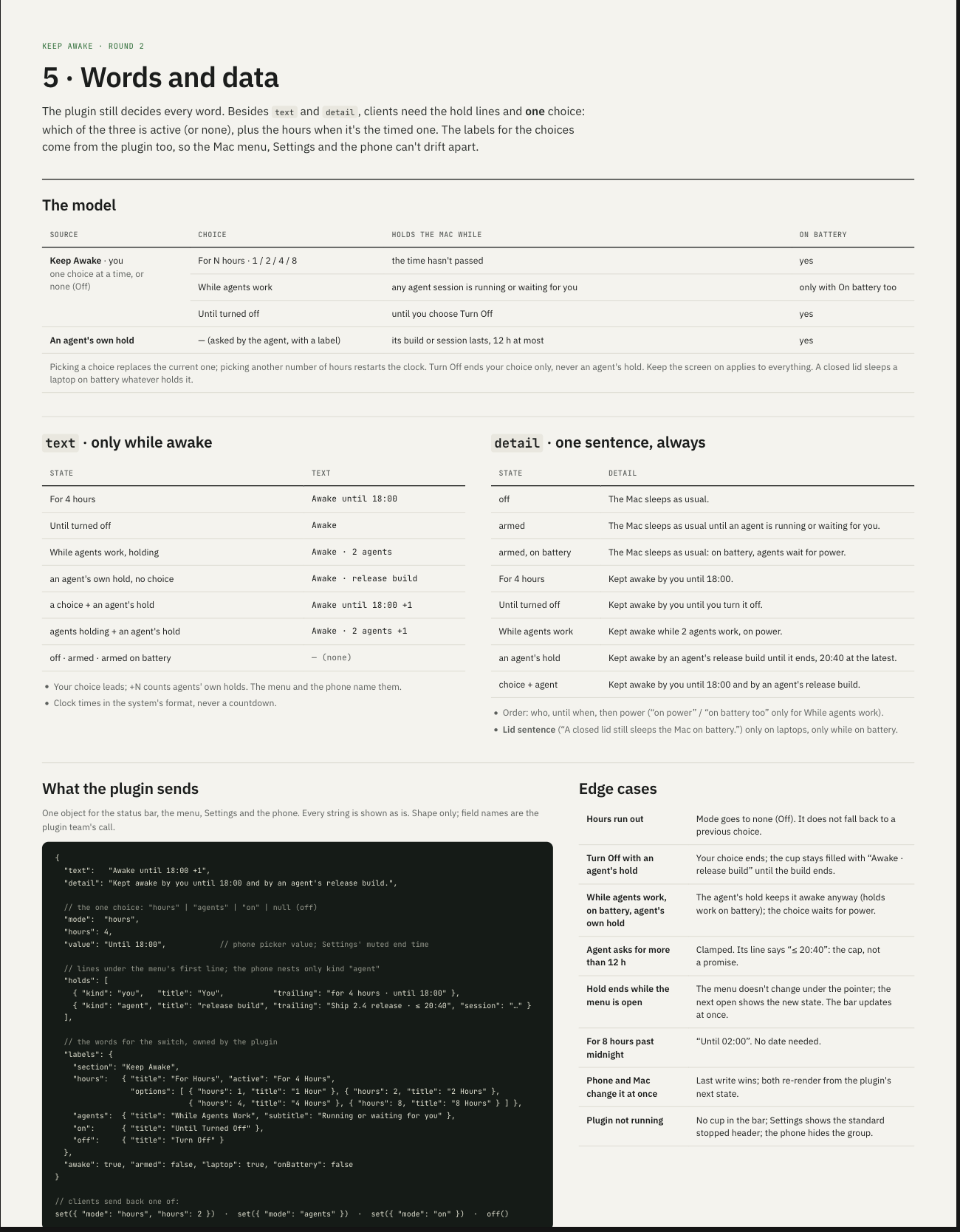 KEEP AWAKE · ROUND 2
5 · Words and data
The plugin still decides every word. Besides text and detail, clients need the hold lines and one choice:
which of the three is active (or none), plus the hours when it's the timed one. The labels for the choices
come from the plugin too, so the Mac menu, Settings and the phone can't drift apart.
The model
SOURCE CHOICE HOLDS THE MAC WHILE ON BATTERY
Keep Awake · you For N hours · 1 / 2 / 4 / 8 the time hasn't passed yes
one choice at a time, or
none (Off)
While agents work any agent session is running or waiting for you only with On battery too
Until turned off until you choose Turn Off yes
An agent's own hold — (asked by the agent, with a label) its build or session lasts, 12 h at most yes
Picking a choice replaces the current one; picking another number of hours restarts the clock. Turn Off ends your choice only, never an agent's hold. Keep the screen on applies to everything. A closed lid sleeps a
laptop on battery whatever holds it.
text · only while awake
STATE TEXT
For 4 hours Awake until 18:00
Until turned off Awake
While agents work, holding Awake · 2 agents
an agent's own hold, no choice Awake · release build
a choice + an agent's hold Awake until 18:00 +1
agents holding + an agent's hold Awake · 2 agents +1
off · armed · armed on battery — (none)
• Your choice leads; +N counts agents' own holds. The menu and the phone name them.
• Clock times in the system's format, never a countdown.
detail · one sentence, always
STATE DETAIL
off The Mac sleeps as usual.
armed The Mac sleeps as usual until an agent is running or waiting for you.
armed, on battery The Mac sleeps as usual: on battery, agents wait for power.
For 4 hours Kept awake by you until 18:00.
Until turned off Kept awake by you until you turn it off.
While agents work Kept awake while 2 agents work, on power.
an agent's hold Kept awake by an agent's release build until it ends, 20:40 at the latest.
choice + agent Kept awake by you until 18:00 and by an agent's release build.
• Order: who, until when, then power (“on power” / “on battery too” only for While agents work).
• Lid sentence (“A closed lid still sleeps the Mac on battery.”) only on laptops, only while on battery.
What the plugin sends
One object for the status bar, the menu, Settings and the phone. Every string is shown as is. Shape only; field names are the
plugin team's call.
{
"text": "Awake until 18:00 +1",
"detail": "Kept awake by you until 18:00 and by an agent's release build.",
// the one choice: "hours" | "agents" | "on" | null (off)
"mode": "hours",
"hours": 4,
"value": "Until 18:00", // phone picker value; Settings' muted end time
// lines under the menu's first line; the phone nests only kind "agent"
"holds": [
{ "kind": "you", "title": "You", "trailing": "for 4 hours · until 18:00" },
{ "kind": "agent", "title": "release build", "trailing": "Ship 2.4 release · ≤ 20:40", "session": "…" }
],
// the words for the switch, owned by the plugin
"labels": {
"section": "Keep Awake",
"hours": { "title": "For Hours", "active": "For 4 Hours",
"options": [ { "hours": 1, "title": "1 Hour" }, { "hours": 2, "title": "2 Hours" },
{ "hours": 4, "title": "4 Hours" }, { "hours": 8, "title": "8 Hours" } ] },
"agents": { "title": "While Agents Work", "subtitle": "Running or waiting for you" },
"on": { "title": "Until Turned Off" },
"off": { "title": "Turn Off" }
},
"awake": true, "armed": false, "laptop": true, "onBattery": false
}
// clients send back one of:
set({ "mode": "hours", "hours": 2 }) · set({ "mode": "agents" }) · set({ "mode": "on" }) · off()
Edge cases
Hours run out Mode goes to none (Off). It does not fall back to a
previous choice.
Turn Off with an Your choice ends; the cup stays filled with “Awake ·
agent's hold release build” until the build ends.
While agents work, The agent's hold keeps it awake anyway (holds
on battery, agent's work on battery); the choice waits for power.
own hold
Agent asks for more Clamped. Its line says “≤ 20:40”: the cap, not
than 12 h a promise.
Hold ends while the The menu doesn't change under the pointer; the
menu is open next open shows the new state. The bar updates
at once.
For 8 hours past “Until 02:00”. No date needed.
midnight
Phone and Mac Last write wins; both re-render from the plugin's
change it at once next state.
Plugin not running No cup in the bar; Settings shows the standard
stopped header; the phone hides the group.